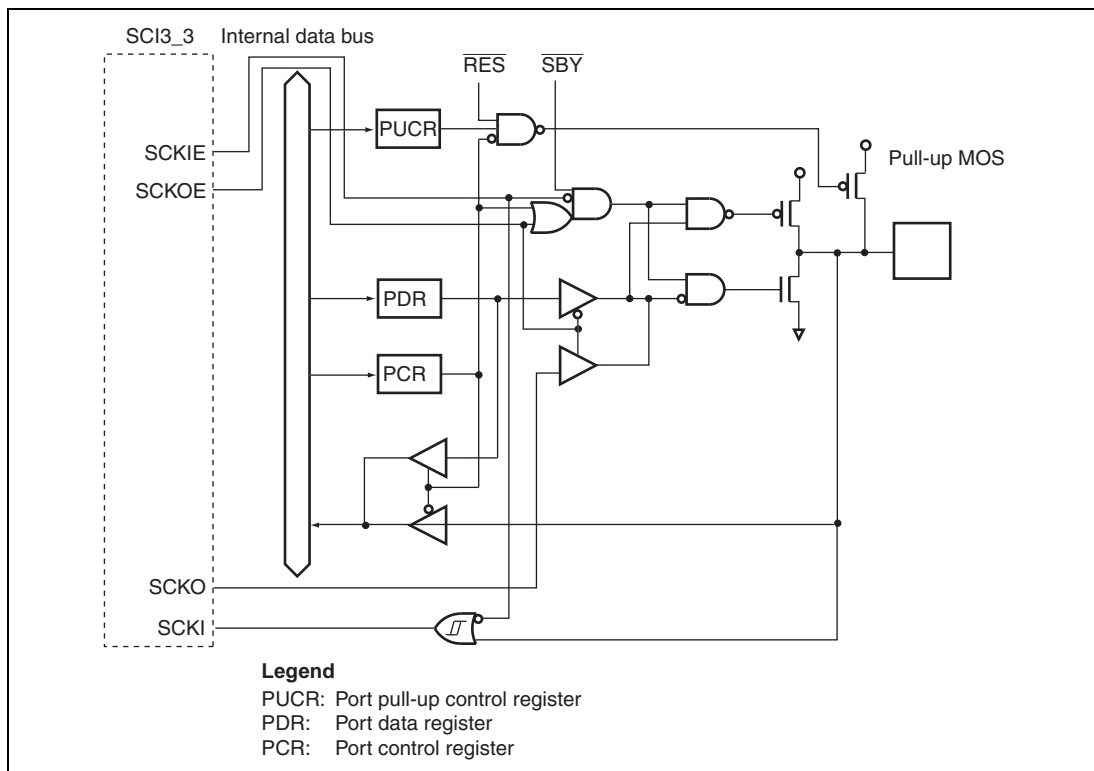 SCI3_3 Internal data bus
RES SBY
PUCR
SCKIE
Pull-up MOS
SCKOE
PDR
PCR
SCKO
SCKI
Legend
PUCR: Port pull-up control register
PDR: Port data register
PCR: Port control register